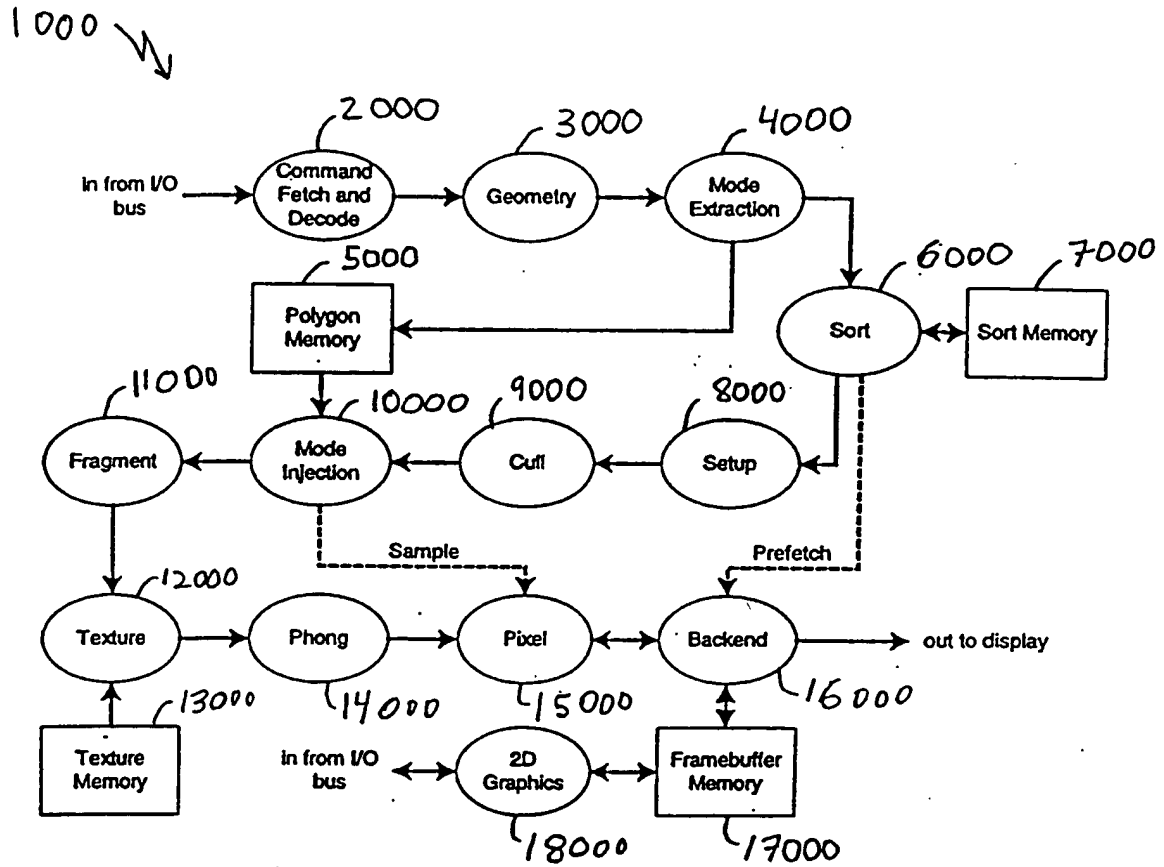 1000
2000
3000
4000
In from I/O
bus
Command
Fetch and
Decode
Geometry
Mode
Extraction
5000
6000
7000
Polygon
Memory
Sort
Sort Memory
11000
10000
9000
8000
Fragment
Mode
Injection
Cull
Setup
Sample
Prefetch
12000
Texture
Phong
Pixel
Backend
out to display
13000
14000
15000
16000
Texture
Memory
in from I/O
bus
2D
Graphics
Framebuffer
Memory
18000
17000